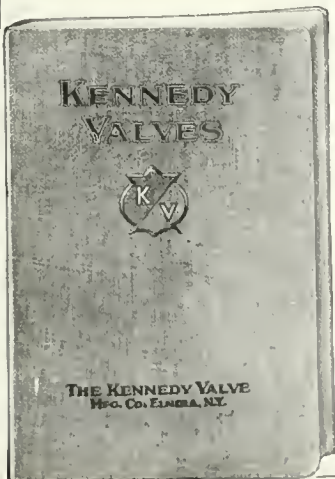 KENNEDY
VALVES
K
V
THE KENNEDY VALVE
MFG. CO. ELMIRA, N.Y.